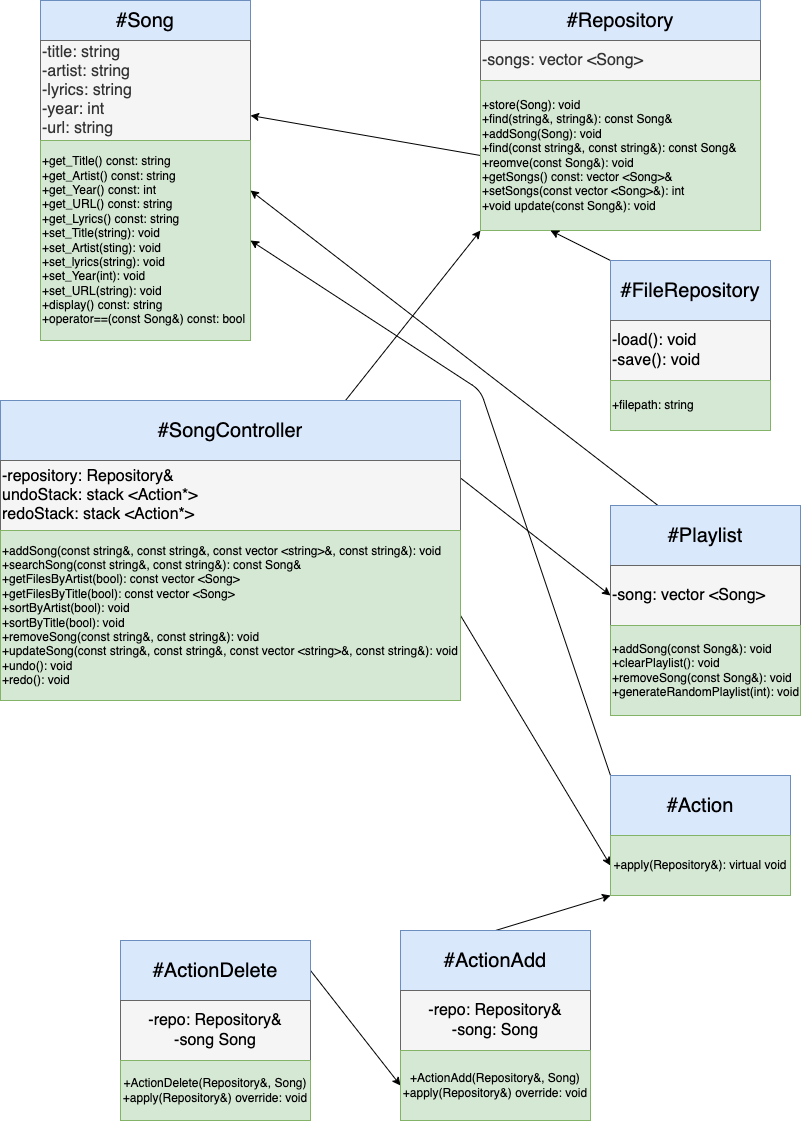 #Song
-title: string
-artist: string
-lyrics: string
-year: int
-url: string
+get_Title() const: string
+get_Artist() const: string
+get_Year() const: int
+get_URL() const: string
+get_Lyrics() const: string
+set_Title(string): void
+set_Artist(sting): void
+set_lyrics(string): void
+set_Year(int): void
+set_URL(string): void
+display() const: string
+operator==(const Song&) const: bool
#Repository
-songs: vector <Song>
+store(Song): void
+find(string&, string&): const Song&
+addSong(Song): void
+find(const string&, const string&): const Song&
+reomve(const Song&): void
+getSongs() const: vector <Song>&
+setSongs(const vector <Song>&): int
+void update(const Song&): void
#FileRepository
-load(): void
-save(): void
+filepath: string
#SongController
-repository: Repository&
undoStack: stack <Action*>
redoStack: stack <Action*>
+addSong(const string&, const string&, const vector <string>&, const string&): void
+searchSong(const string&, const string&): const Song&
+getFilesByArtist(bool): const vector <Song>
+getFilesByTitle(bool): const vector <Song>
+sortByArtist(bool): void
+sortByTitle(bool): void
+removeSong(const string&, const string&): void
+updateSong(const string&, const string&, const vector <string>&, const string&): void
+undo(): void
+redo(): void
#Playlist
-song: vector <Song>
+addSong(const Song&): void
+clearPlaylist(): void
+removeSong(const Song&): void
+generateRandomPlaylist(int): void
#Action
+apply(Repository&): virtual void
#ActionDelete
-repo: Repository&
-song Song
+ActionDelete(Repository&, Song)
+apply(Repository&) override: void
#ActionAdd
-repo: Repository&
-song: Song
+ActionAdd(Repository&, Song)
+apply(Repository&) override: void